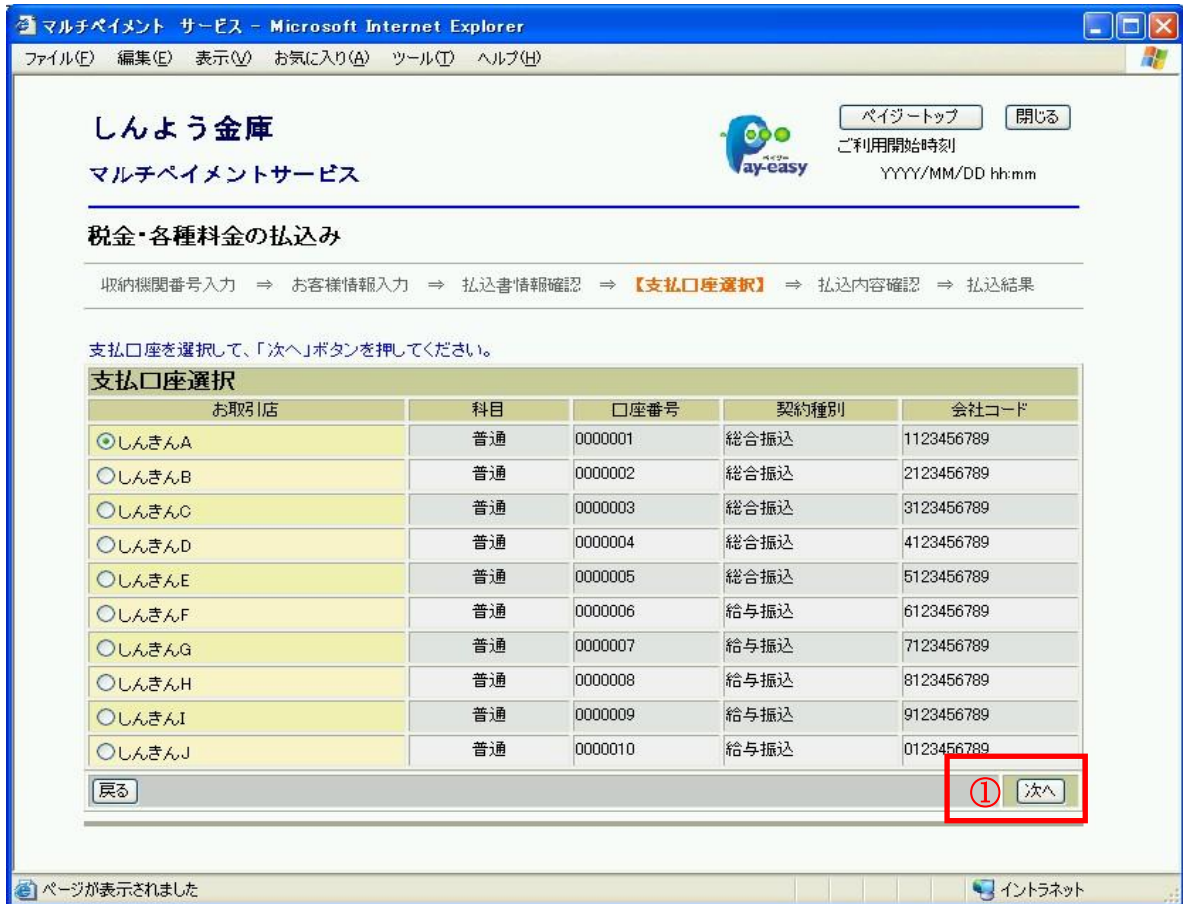 マルチペイメント サービス - Microsoft Internet Explorer
ファイル(F) 編集(E) 表示(V) お気に入り(A) ツール(T) ヘルプ(H)
しんよう金庫
マルチペイメントサービス
ペイジー
Pay-easy
ペイジートップ 閉じる
ご利用開始時刻
YYYY/MM/DD hh:mm
税金・各種料金の払込み
収納機関番号入力 ⇒ お客様情報入力 ⇒ 払込書情報確認 ⇒ 【支払口座選択】 ⇒ 払込内容確認 ⇒ 払込結果
支払口座を選択して、「次へ」ボタンを押してください。
支払口座選択
お取引店 科目 口座番号 契約種別 会社コード
しんきんA 普通 0000001 総合振込 1123456789
しんきんB 普通 0000002 総合振込 2123456789
しんきんC 普通 0000003 総合振込 3123456789
しんきんD 普通 0000004 総合振込 4123456789
しんきんE 普通 0000005 総合振込 5123456789
しんきんF 普通 0000006 給与振込 6123456789
しんきんG 普通 0000007 給与振込 7123456789
しんきんH 普通 0000008 給与振込 8123456789
しんきんI 普通 0000009 給与振込 9123456789
しんきんJ 普通 0000010 給与振込 0123456789
戻る ① 次へ
ページが表示されました イントラネット